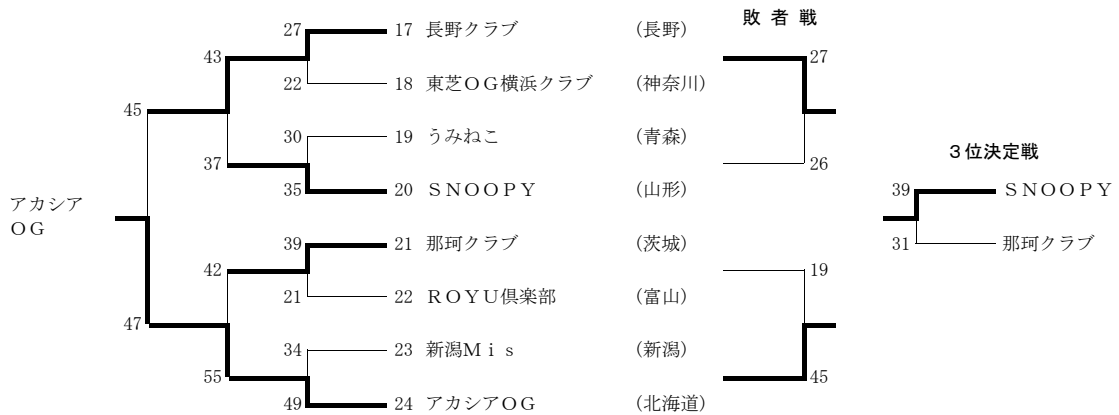 敗 者 戦
27 17 長野クラブ (長野) 27
43
22 18 東芝OG横浜クラブ (神奈川)
45
30 19 うみねこ (青森)
37 26
3位決定戦
35 20 SNOOPY (山形) 39 SNOOPY
アカシア
OG
39 21 那珂クラブ (茨城) 31 那珂クラブ
42 19
21 22 ROYU倶楽部 (富山)
47
34 23 新潟Mis (新潟)
55 45
49 24 アカシアOG (北海道)